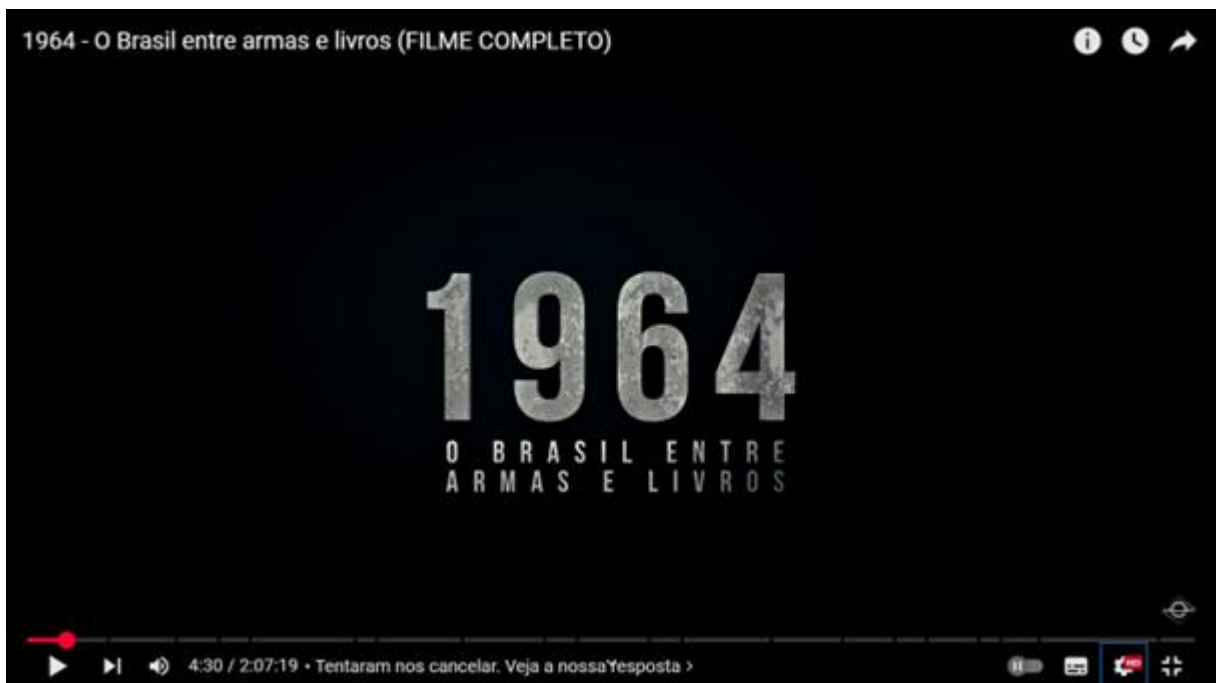 1964 - O Brasil entre armas e livros (FILME COMPLETO)
1964
O BRASIL ENTRE
ARMAS E LIVROS
4:30 / 2:07:19 • Tentaram nos cancelar. Veja a nossa resposta >
HD